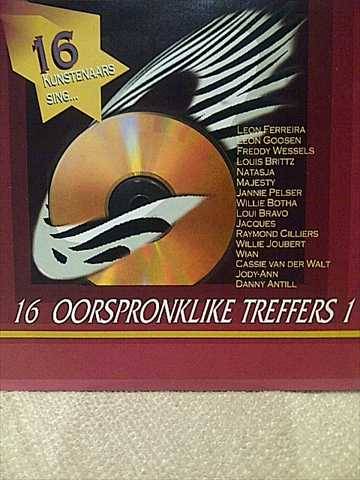 16
KUNSTENAARS
SING...
LEON FERREIRA
LEON GOOSEN
FREDDY WESSELS
LOUIS BRITTZ
NATASJA
MAJESTY
JANNIE PELSER
WILLIE BOTHA
LOUI BRAVO
JACQUES
RAYMOND CILLIERS
WILLIE JOUBERT
WIAN
CASSIE VAN DER WALT
JODY-ANN
DANNY ANTILL
16 OORSPRONKLIKE TREFFERS 1